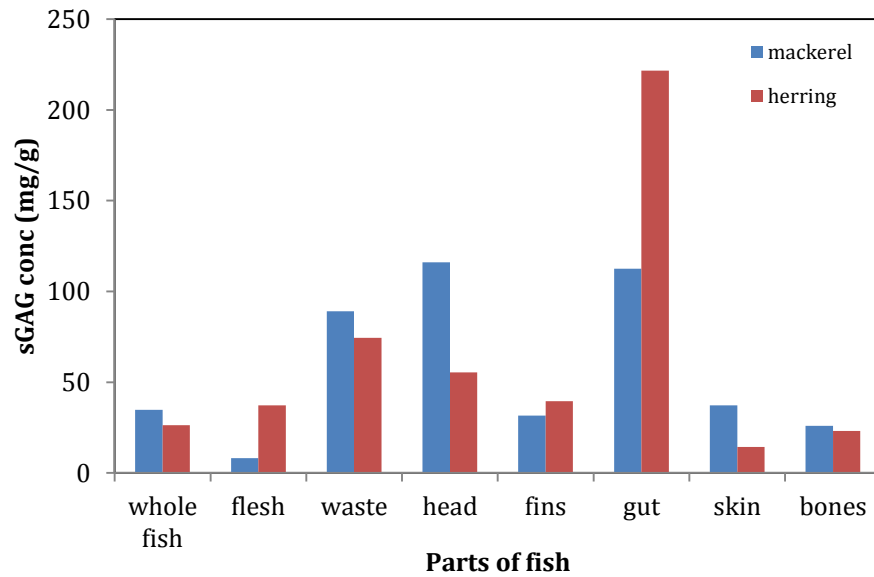 250
200
150
100
50
0
sGAG conc (mg/g)
mackerel
herring
whole fish
flesh
waste
head
fins
gut
skin
bones
Parts of fish